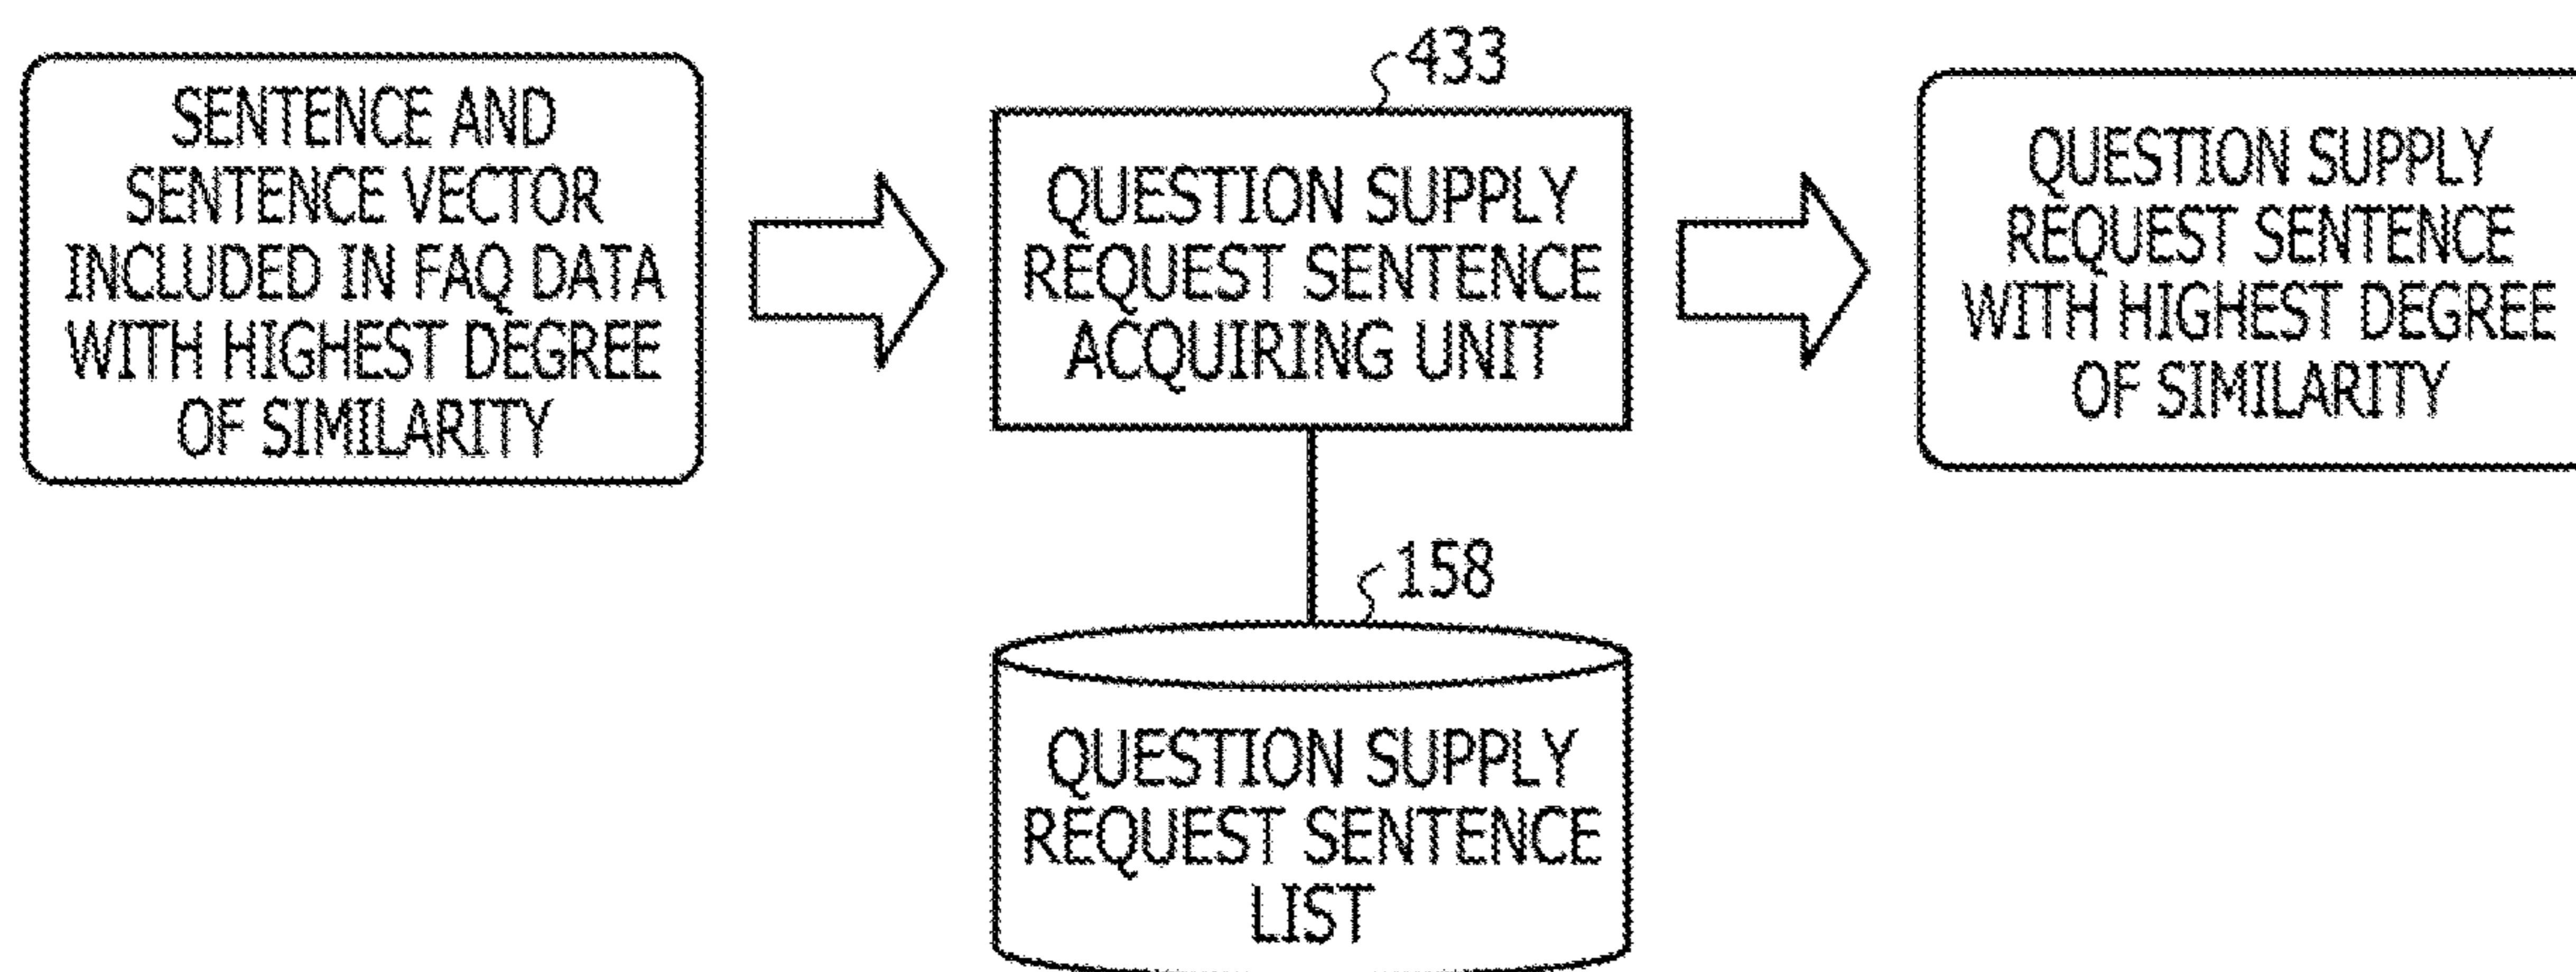 SENTENCE AND
SENTENCE VECTOR
INCLUDED IN FAQ DATA
WITH HIGHEST DEGREE
OF SIMILARITY
433
QUESTION SUPPLY
REQUEST SENTENCE
ACQUIRING UNIT
QUESTION SUPPLY
REQUEST SENTENCE
WITH HIGHEST DEGREE
OF SIMILARITY
158
QUESTION SUPPLY
REQUEST SENTENCE
LIST